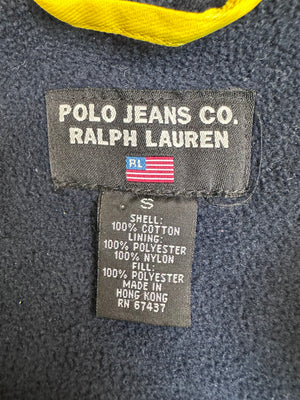 POLO JEANS CO.
RALPH LAUREN
RL
S
SHELL:
100% COTTON
LINING:
100% POLYESTER
100% NYLON
FILL:
100% POLYESTER
MADE IN
HONG KONG
RN 67437